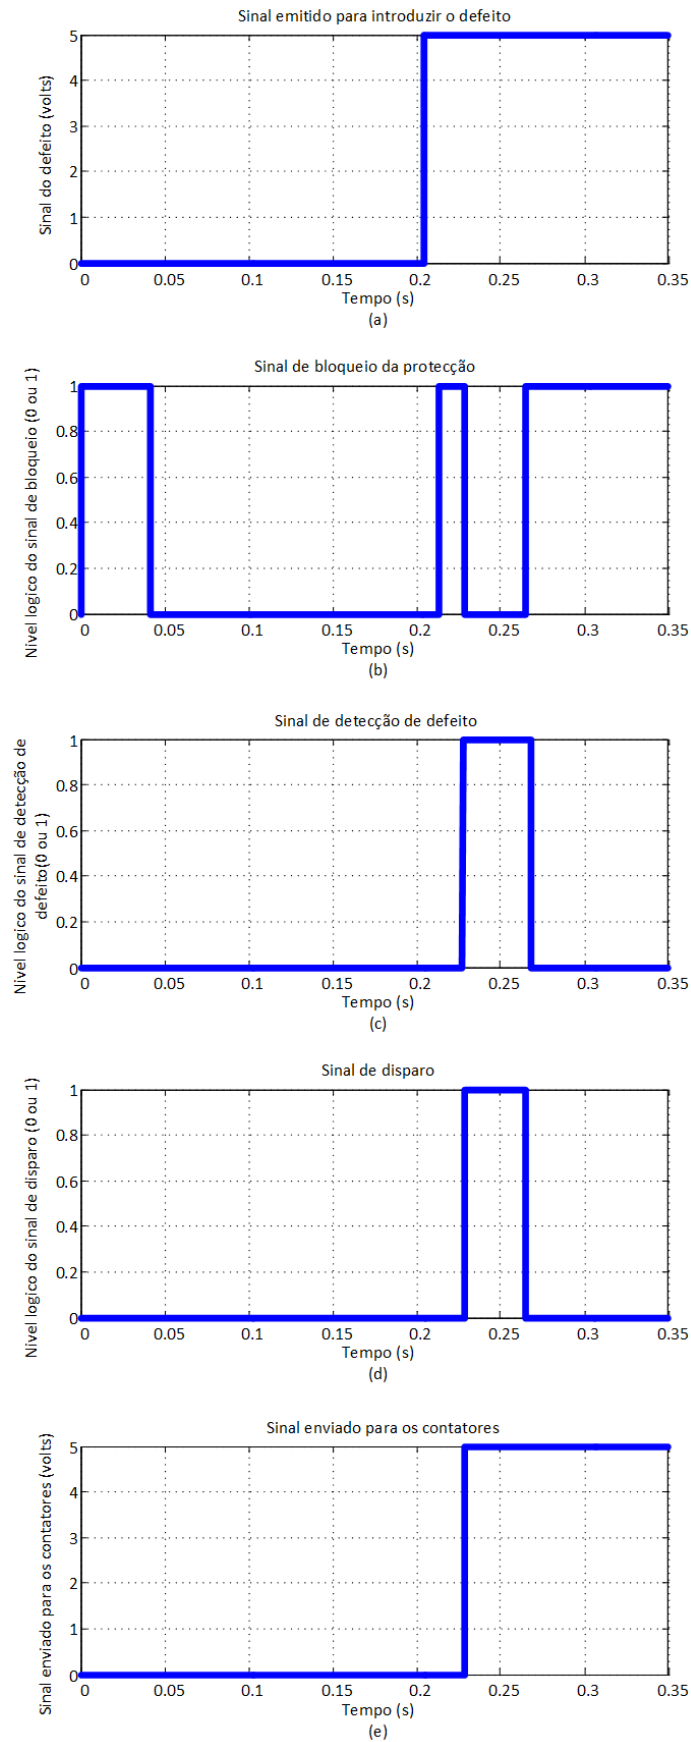 Sinal emitido para introduzir o defeito
Sinal do defeito (volts)
5
4
3
2
1
0
0 0.05 0.1 0.15 0.2 0.25 0.3 0.35
Tempo (s)
(a)
Sinal de bloqueio da protecção
Nivel logico do sinal de bloqueio (0 ou 1)
1
0.8
0.6
0.4
0.2
0
0 0.05 0.1 0.15 0.2 0.25 0.3 0.35
Tempo (s)
(b)
Sinal de detecção de defeito
Nivel logico do sinal de detecção de
defeito(0 ou 1)
1
0.8
0.6
0.4
0.2
0
0 0.05 0.1 0.15 0.2 0.25 0.3 0.35
Tempo (s)
(c)
Sinal de disparo
Nivel logico do sinal de disparo (0 ou 1)
1
0.8
0.6
0.4
0.2
0
0 0.05 0.1 0.15 0.2 0.25 0.3 0.35
Tempo (s)
(d)
Sinal enviado para os contatores
Sinal enviado para os contatores (volts)
5
4
3
2
1
0
0 0.05 0.1 0.15 0.2 0.25 0.3 0.35
Tempo (s)
(e)